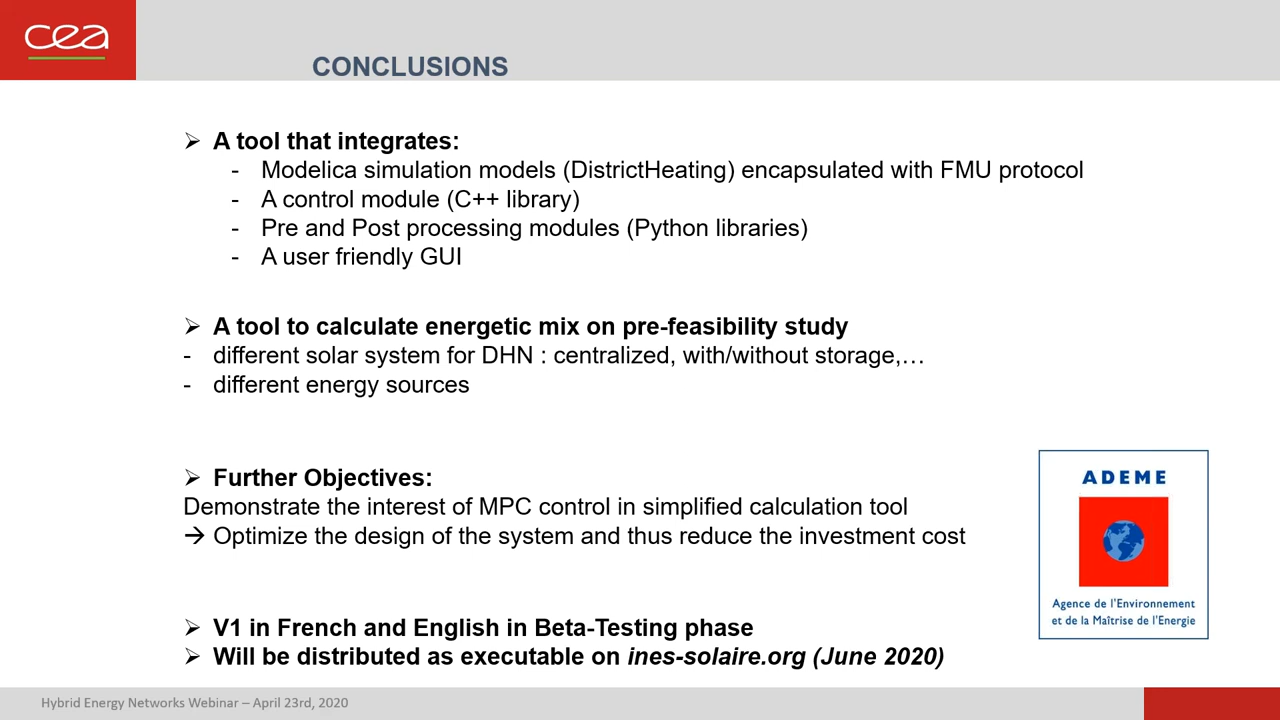 cea
CONCLUSIONS
➢ A tool that integrates:
- Modelica simulation models (DistrictHeating) encapsulated with FMU protocol
- A control module (C++ library)
- Pre and Post processing modules (Python libraries)
- A user friendly GUI
➢ A tool to calculate energetic mix on pre-feasibility study
- different solar system for DHN : centralized, with/without storage,…
- different energy sources
➢ Further Objectives:
Demonstrate the interest of MPC control in simplified calculation tool
→ Optimize the design of the system and thus reduce the investment cost
ADEME
Agence de l'Environnement
et de la Maîtrise de l'Energie
➢ V1 in French and English in Beta-Testing phase
➢ Will be distributed as executable on ines-solaire.org (June 2020)
Hybrid Energy Networks Webinar – April 23rd, 2020